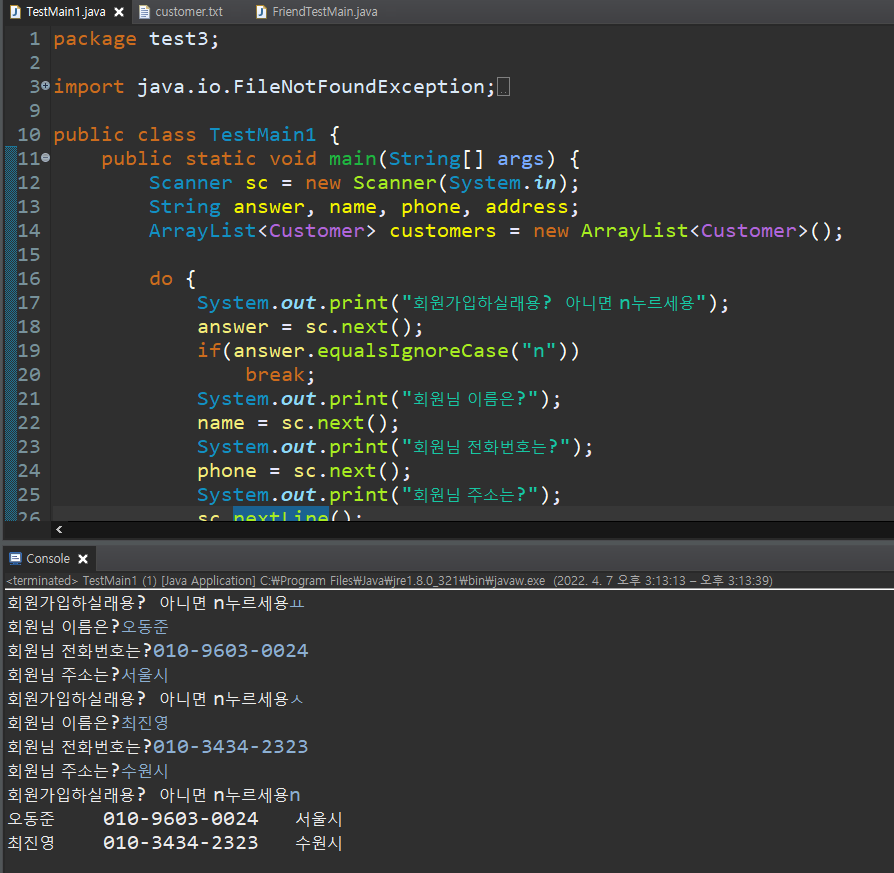 TestMain1.java customer.txt FriendTestMain.java
1 package test3;
2
3 import java.io.FileNotFoundException;
9
10 public class TestMain1 {
11 public static void main(String[] args) {
12 Scanner sc = new Scanner(System.in);
13 String answer, name, phone, address;
14 ArrayList<Customer> customers = new ArrayList<Customer>();
15
16 do {
17 System.out.print("회원가입하실래용? 아니면 n누르세용");
18 answer = sc.next();
19 if(answer.equalsIgnoreCase("n"))
20 break;
21 System.out.print("회원님 이름은?");
22 name = sc.next();
23 System.out.print("회원님 전화번호는?");
24 phone = sc.next();
25 System.out.print("회원님 주소는?");
26 sc.nextLine();
Console
<terminated> TestMain1 (1) [Java Application] C:₩Program Files₩Java₩jre1.8.0_321₩bin₩javaw.exe (2022. 4. 7 오후 3:13:13 – 오후 3:13:39)
회원가입하실래용? 아니면 n누르세용ㅛ
회원님 이름은?오동준
회원님 전화번호는?010-9603-0024
회원님 주소는?서울시
회원가입하실래용? 아니면 n누르세용ㅅ
회원님 이름은?최진영
회원님 전화번호는?010-3434-2323
회원님 주소는?수원시
회원가입하실래용? 아니면 n누르세용n
오동준 010-9603-0024 서울시
최진영 010-3434-2323 수원시